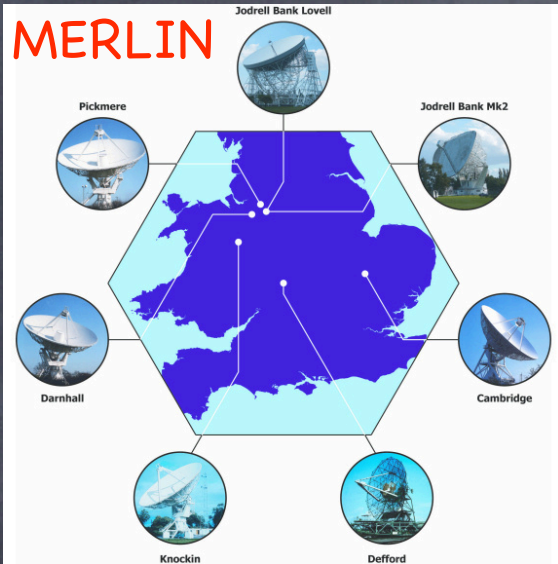 MERLIN
Jodrell Bank Lovell
Pickmere
Jodrell Bank Mk2
Darnhall
Cambridge
Knockin
Defford